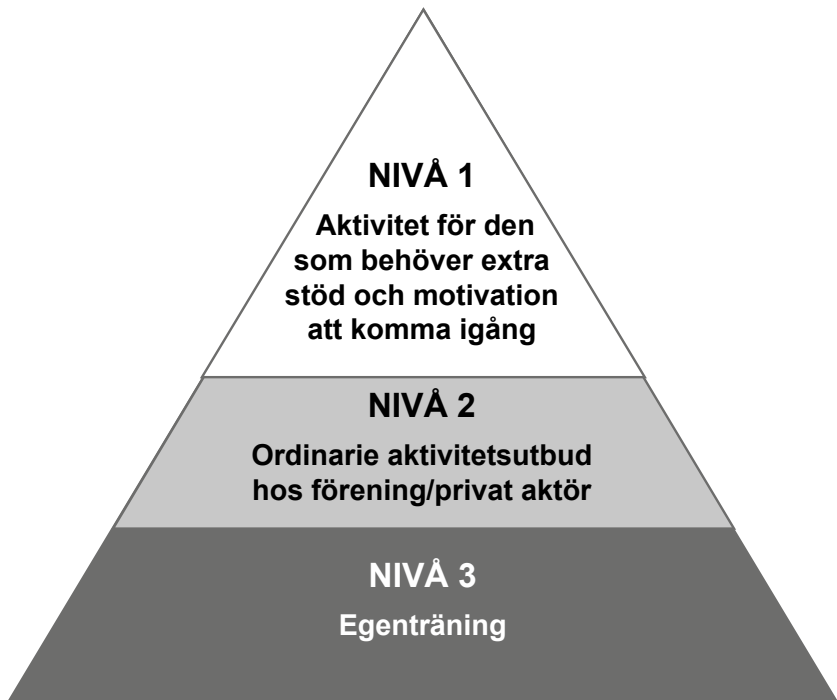 NIVÅ 1
Aktivitet för den
som behöver extra
stöd och motivation
att komma igång
NIVÅ 2
Ordinarie aktivitetsutbud
hos förening/privat aktör
NIVÅ 3
Egenträning